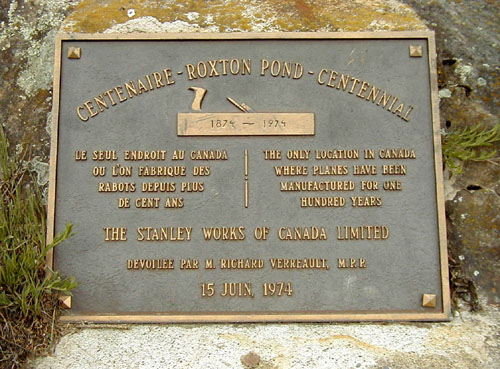 CENTENAIRE - ROXTON POND - CENTENNIAL
1874 ~ 1974
LE SEUL ENDROIT AU CANADA
OU L'ON FABRIQUE DES
RABOTS DEPUIS PLUS
DE CENT ANS
THE ONLY LOCATION IN CANADA
WHERE PLANES HAVE BEEN
MANUFACTURED FOR ONE
HUNDRED YEARS
THE STANLEY WORKS OF CANADA LIMITED
DEVOILÉE PAR M. RICHARD VERREAULT, M.P.P.
15 JUIN, 1974